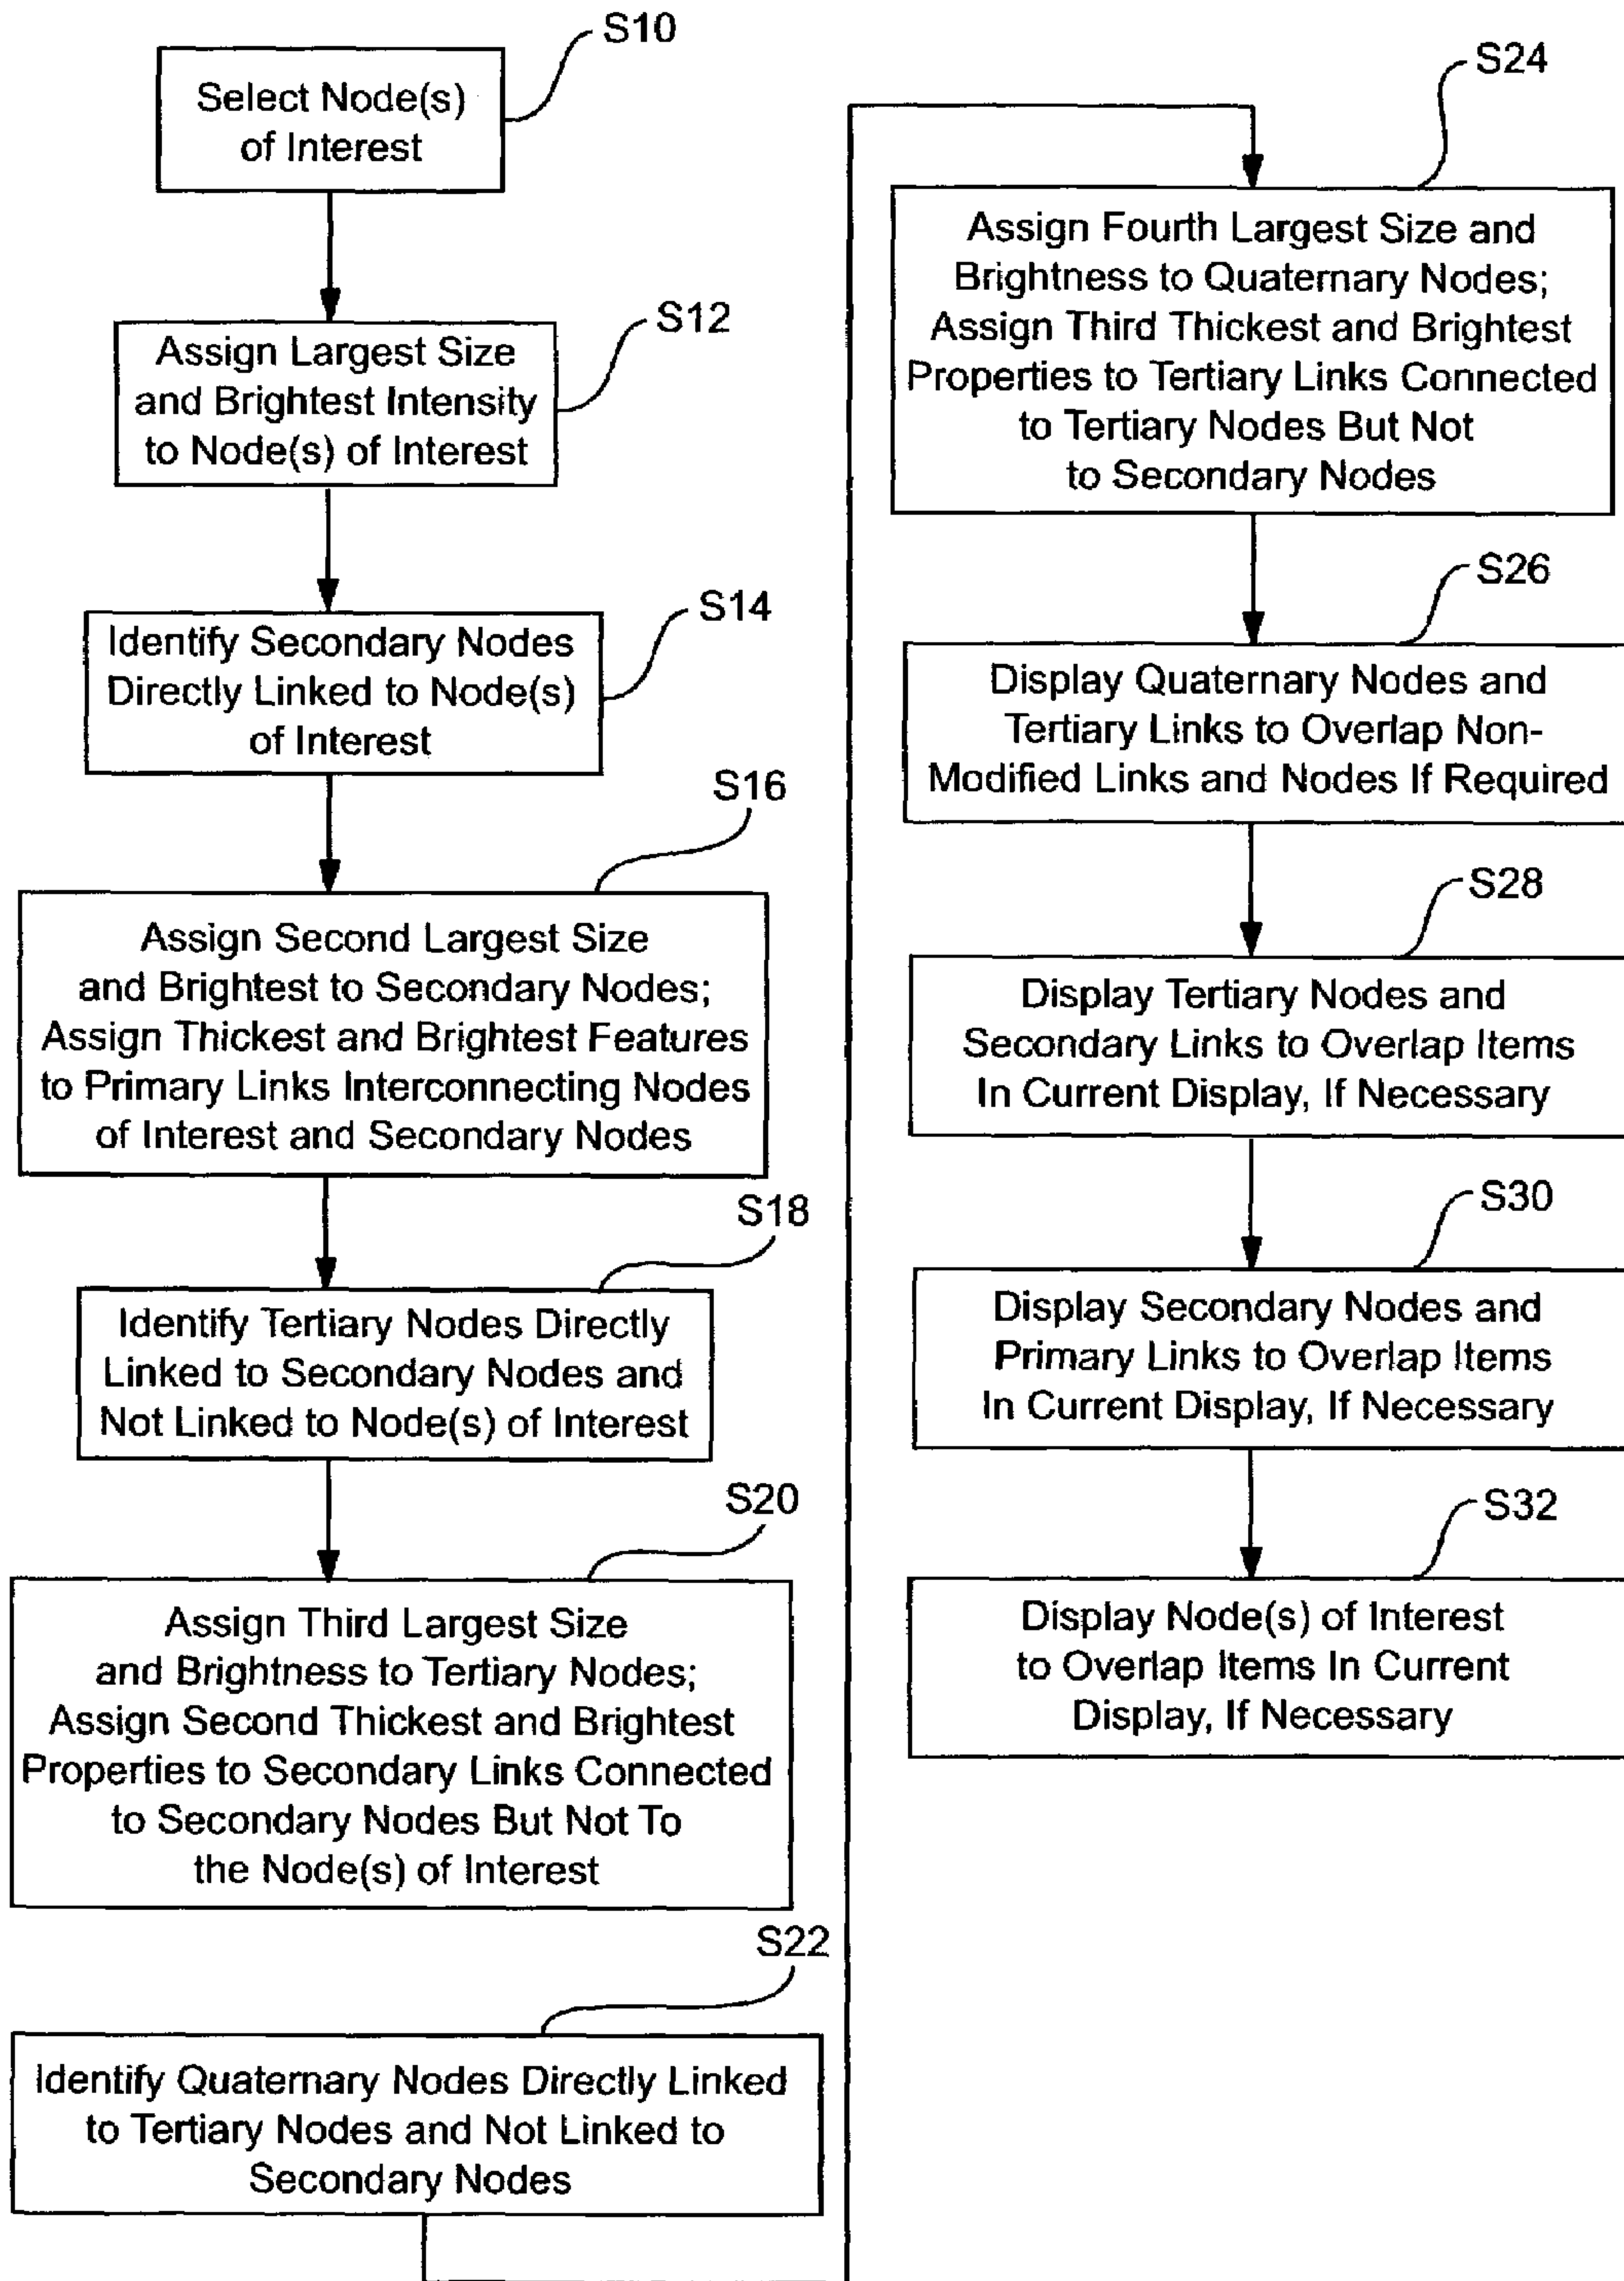 S10
Select Node(s)
of Interest
S12
Assign Largest Size
and Brightest Intensity
to Node(s) of Interest
S14
Identify Secondary Nodes
Directly Linked to Node(s)
of Interest
S16
Assign Second Largest Size
and Brightest to Secondary Nodes;
Assign Thickest and Brightest Features
to Primary Links Interconnecting Nodes
of Interest and Secondary Nodes
S18
Identify Tertiary Nodes Directly
Linked to Secondary Nodes and
Not Linked to Node(s) of Interest
S20
Assign Third Largest Size
and Brightness to Tertiary Nodes;
Assign Second Thickest and Brightest
Properties to Secondary Links Connected
to Secondary Nodes But Not To
the Node(s) of Interest
S22
Identify Quaternary Nodes Directly Linked
to Tertiary Nodes and Not Linked to
Secondary Nodes
S24
Assign Fourth Largest Size and
Brightness to Quaternary Nodes;
Assign Third Thickest and Brightest
Properties to Tertiary Links Connected
to Tertiary Nodes But Not
to Secondary Nodes
S26
Display Quaternary Nodes and
Tertiary Links to Overlap Non-
Modified Links and Nodes If Required
S28
Display Tertiary Nodes and
Secondary Links to Overlap Items
In Current Display, If Necessary
S30
Display Secondary Nodes and
Primary Links to Overlap Items
In Current Display, If Necessary
S32
Display Node(s) of Interest
to Overlap Items In Current
Display, If Necessary